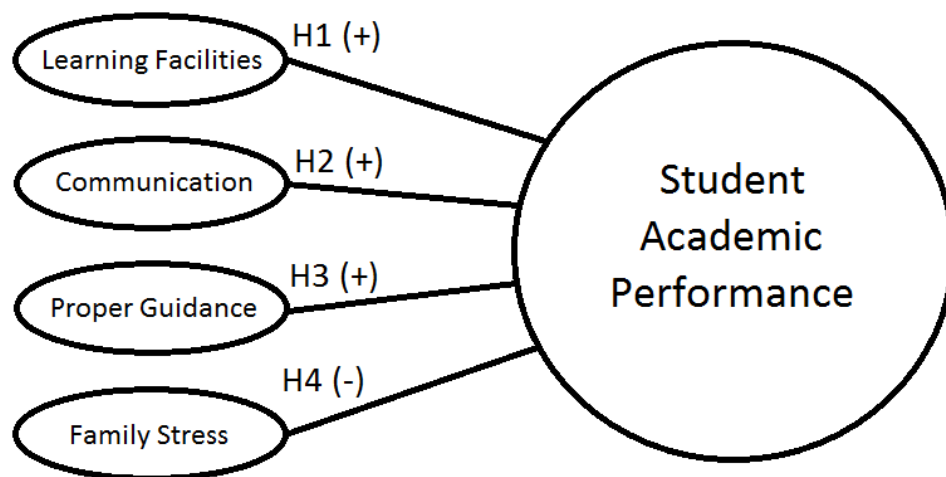 H1 (+)
Learning Facilities
H2 (+)
Communication
H3 (+)
Proper Guidance
H4 (-)
Family Stress
Student
Academic
Performance